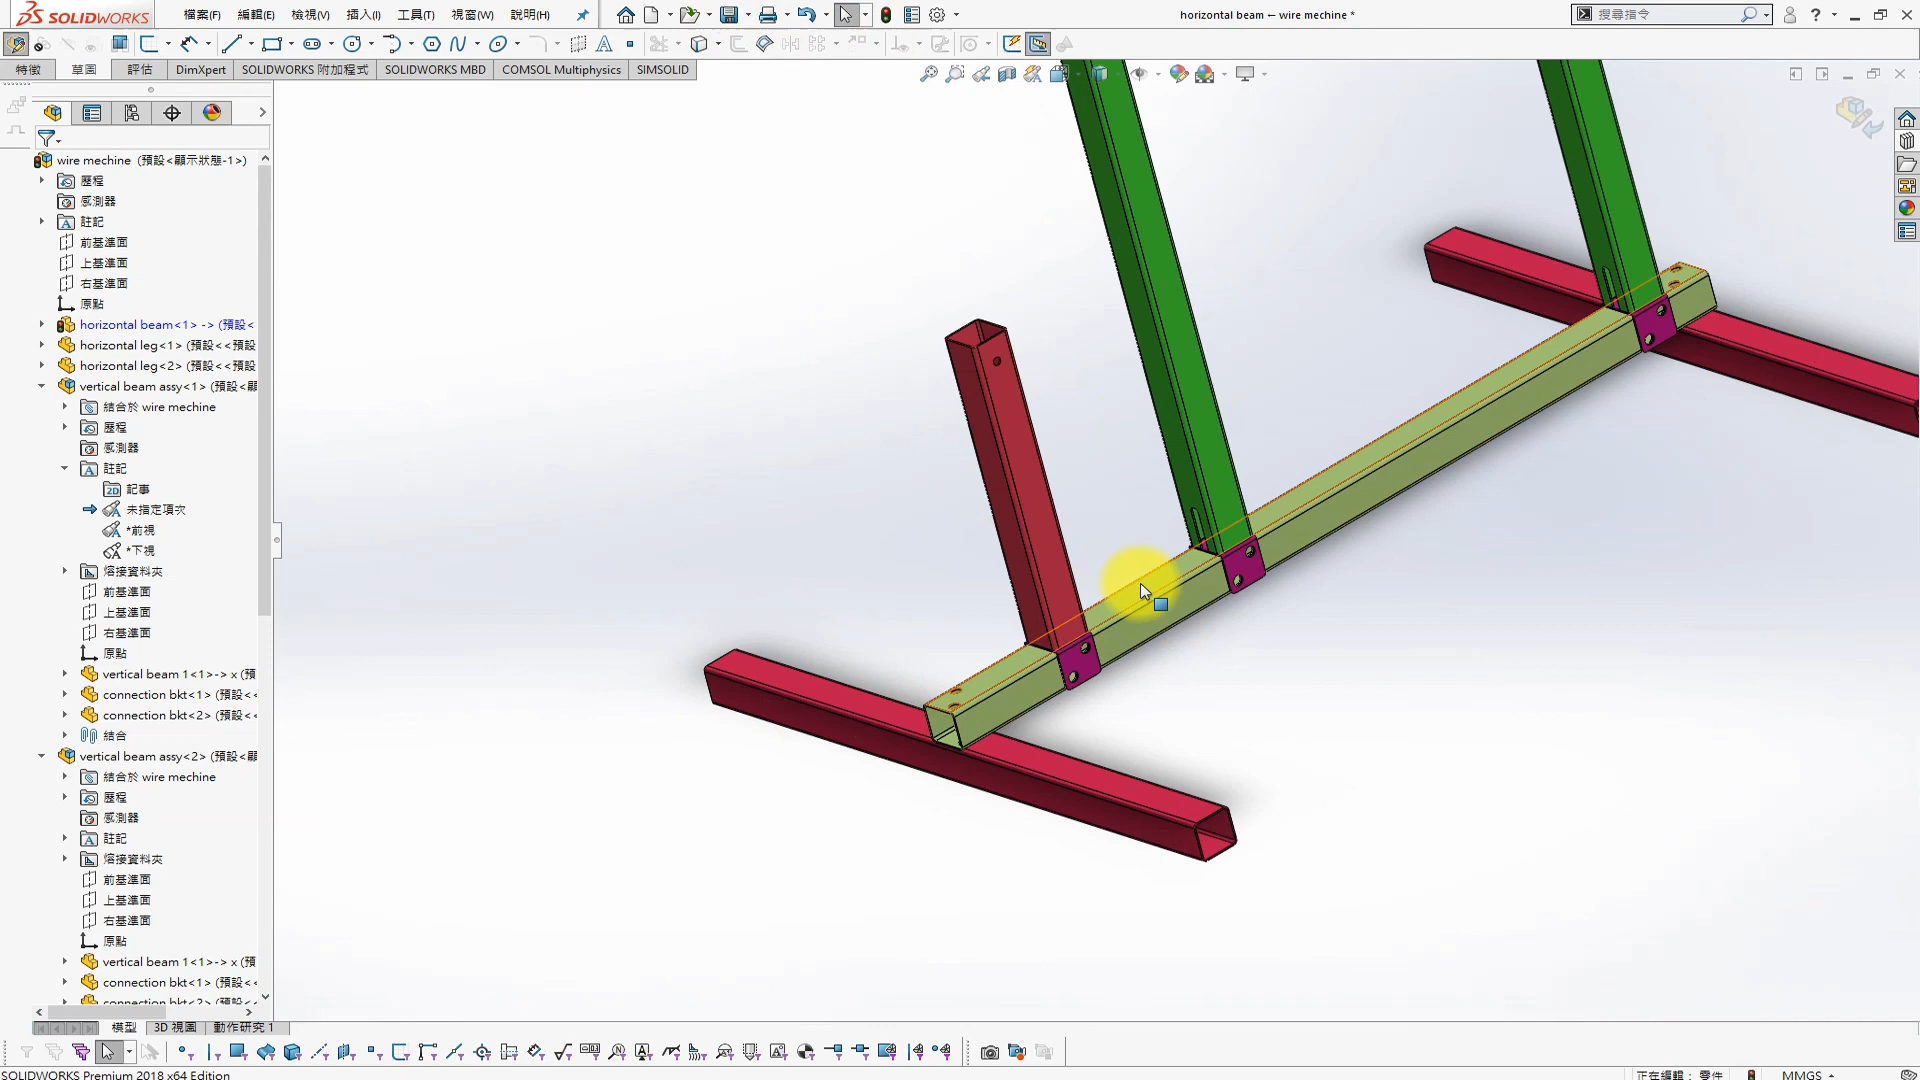 SOLIDWORKS 檔案(F) 編輯(E) 檢視(V) 插入(I) 工具(T) 視窗(W) 說明(H) horizontal beam ─ wire mechine * 搜尋指令
特徵 草圖 評估 DimXpert SOLIDWORKS 附加程式 SOLIDWORKS MBD COMSOL Multiphysics SIMSOLID
wire mechine (預設<顯示狀態-1>)
歷程
感測器
註記
前基準面
上基準面
右基準面
原點
horizontal beam<1> -> (預設<
horizontal leg<1> (預設<<預設
horizontal leg<2> (預設<<預設
vertical beam assy<1> (預設<顯
結合於 wire mechine
歷程
感測器
註記
記事
未指定項次
*前視
*下視
熔接資料夾
前基準面
上基準面
右基準面
原點
vertical beam 1<1>-> x (預
connection bkt<1> (預設<<
connection bkt<2> (預設<<
結合
vertical beam assy<2> (預設<顯
結合於 wire mechine
歷程
感測器
註記
熔接資料夾
前基準面
上基準面
右基準面
原點
vertical beam 1<1>-> x (預
connection bkt<1> (預設<<
connection bkt<2> (預設<<
模型 3D 視圖 動作研究 1
SOLIDWORKS Premium 2018 x64 Edition 正在編輯: 零件 MMGS